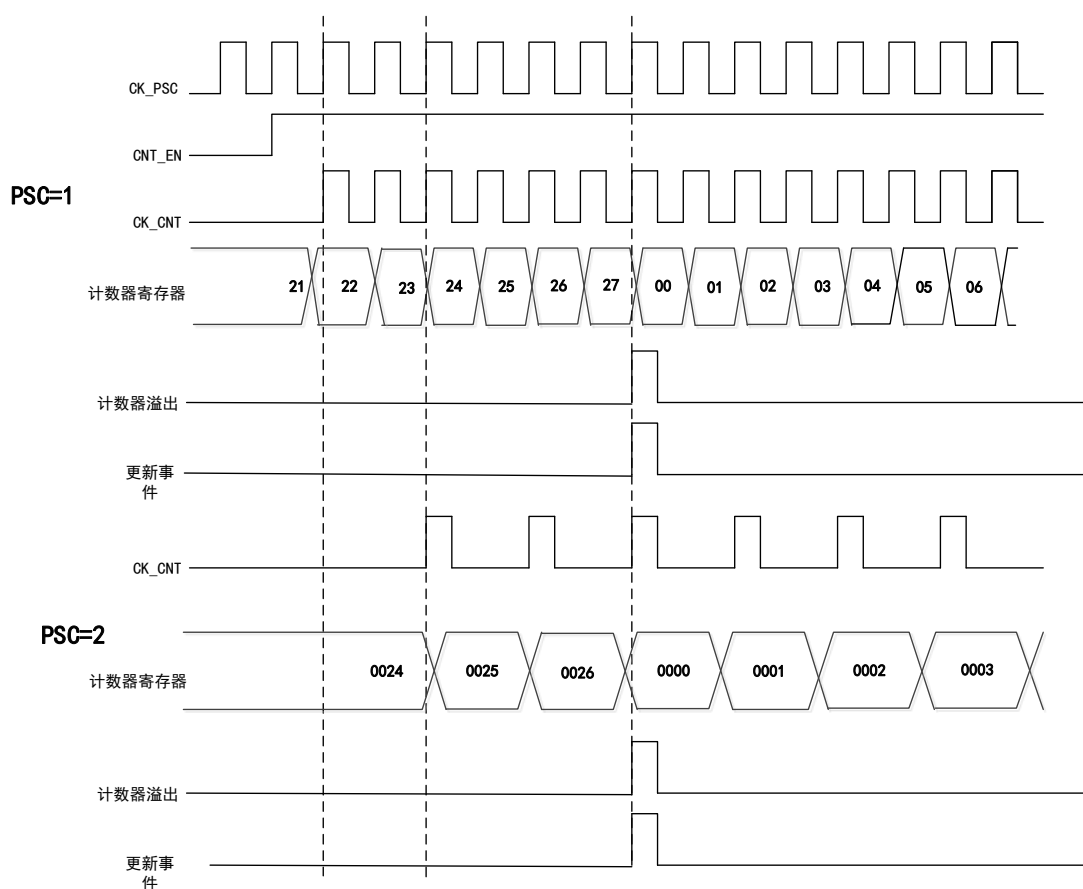 CK_PSC
CNT_EN
PSC=1
CK_CNT
计数器寄存器
21 22 23 24 25 26 27 00 01 02 03 04 05 06
计数器溢出
更新事
件
CK_CNT
PSC=2
计数器寄存器
0024 0025 0026 0000 0001 0002 0003
计数器溢出
更新事
件